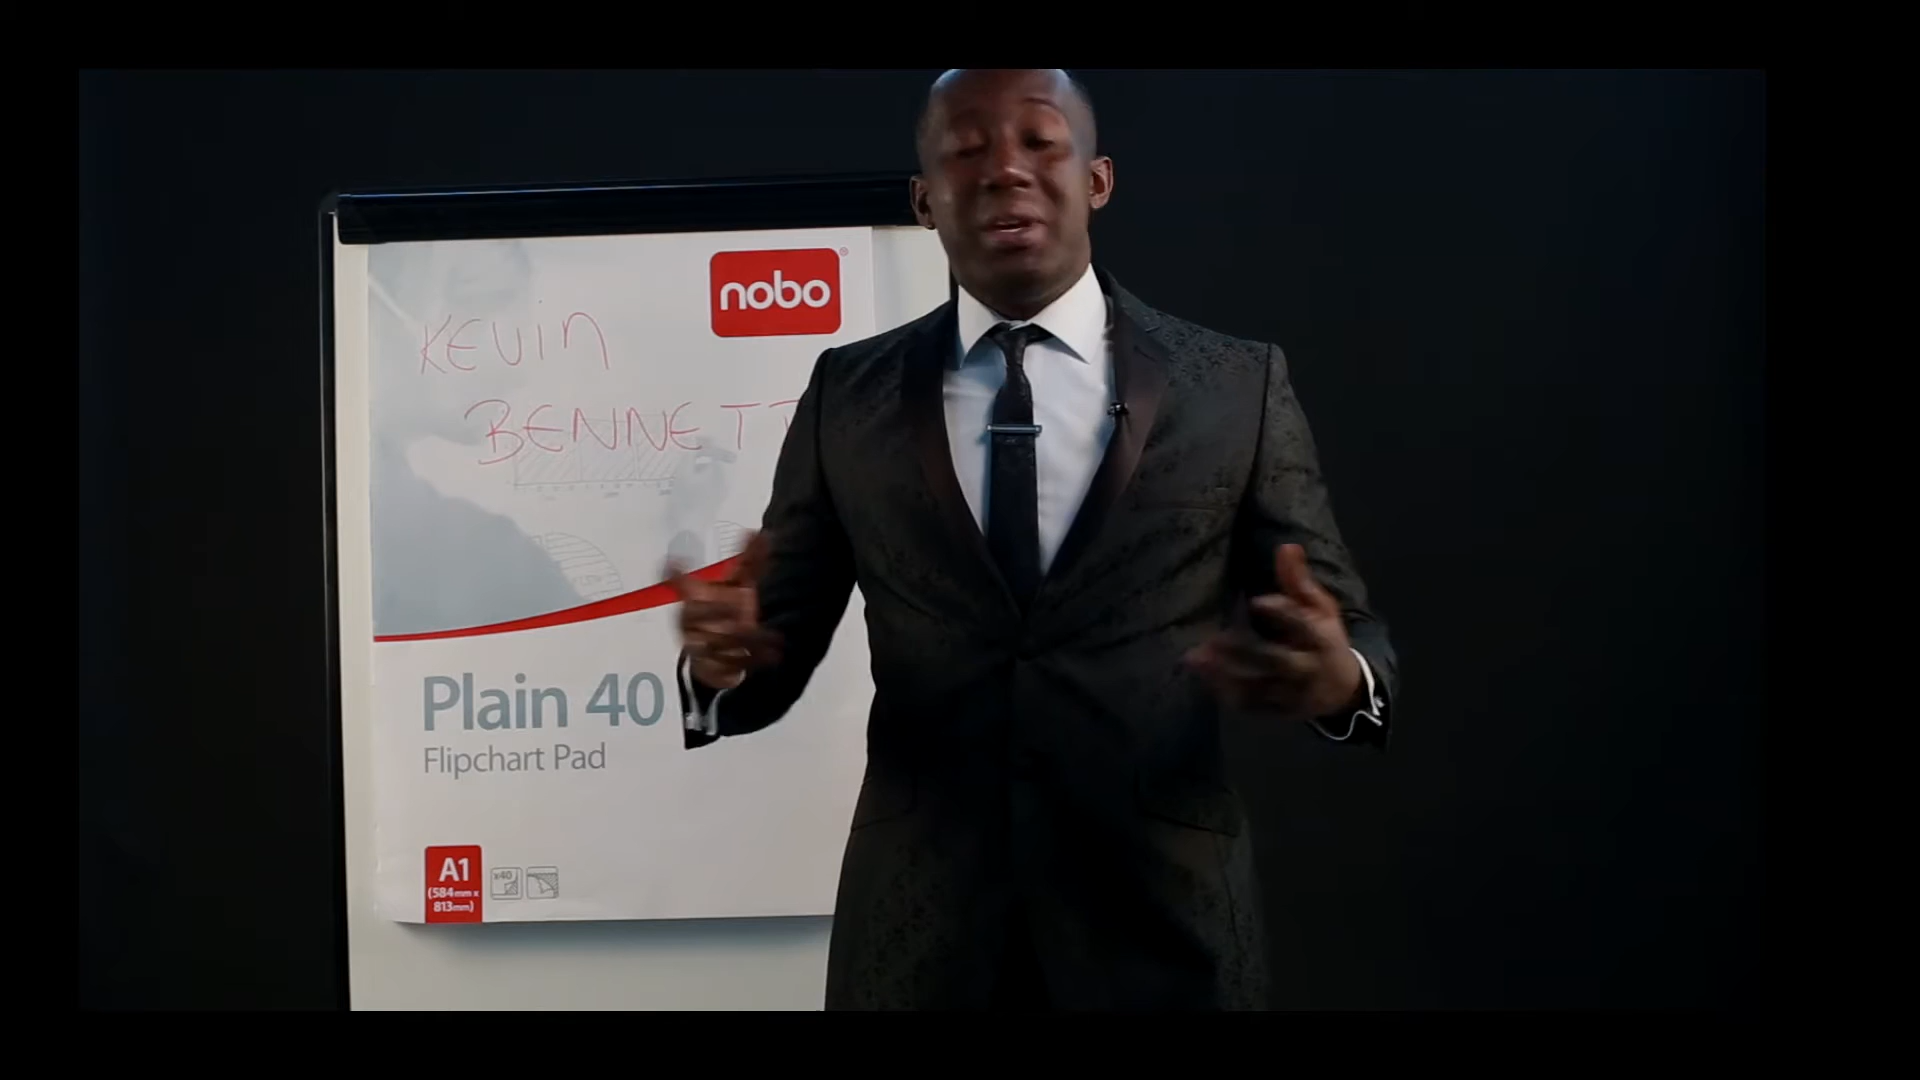 nobo®
KEVIN
BENNETT
Plain 40
Flipchart Pad
A1
(584mm x
813mm)
x40